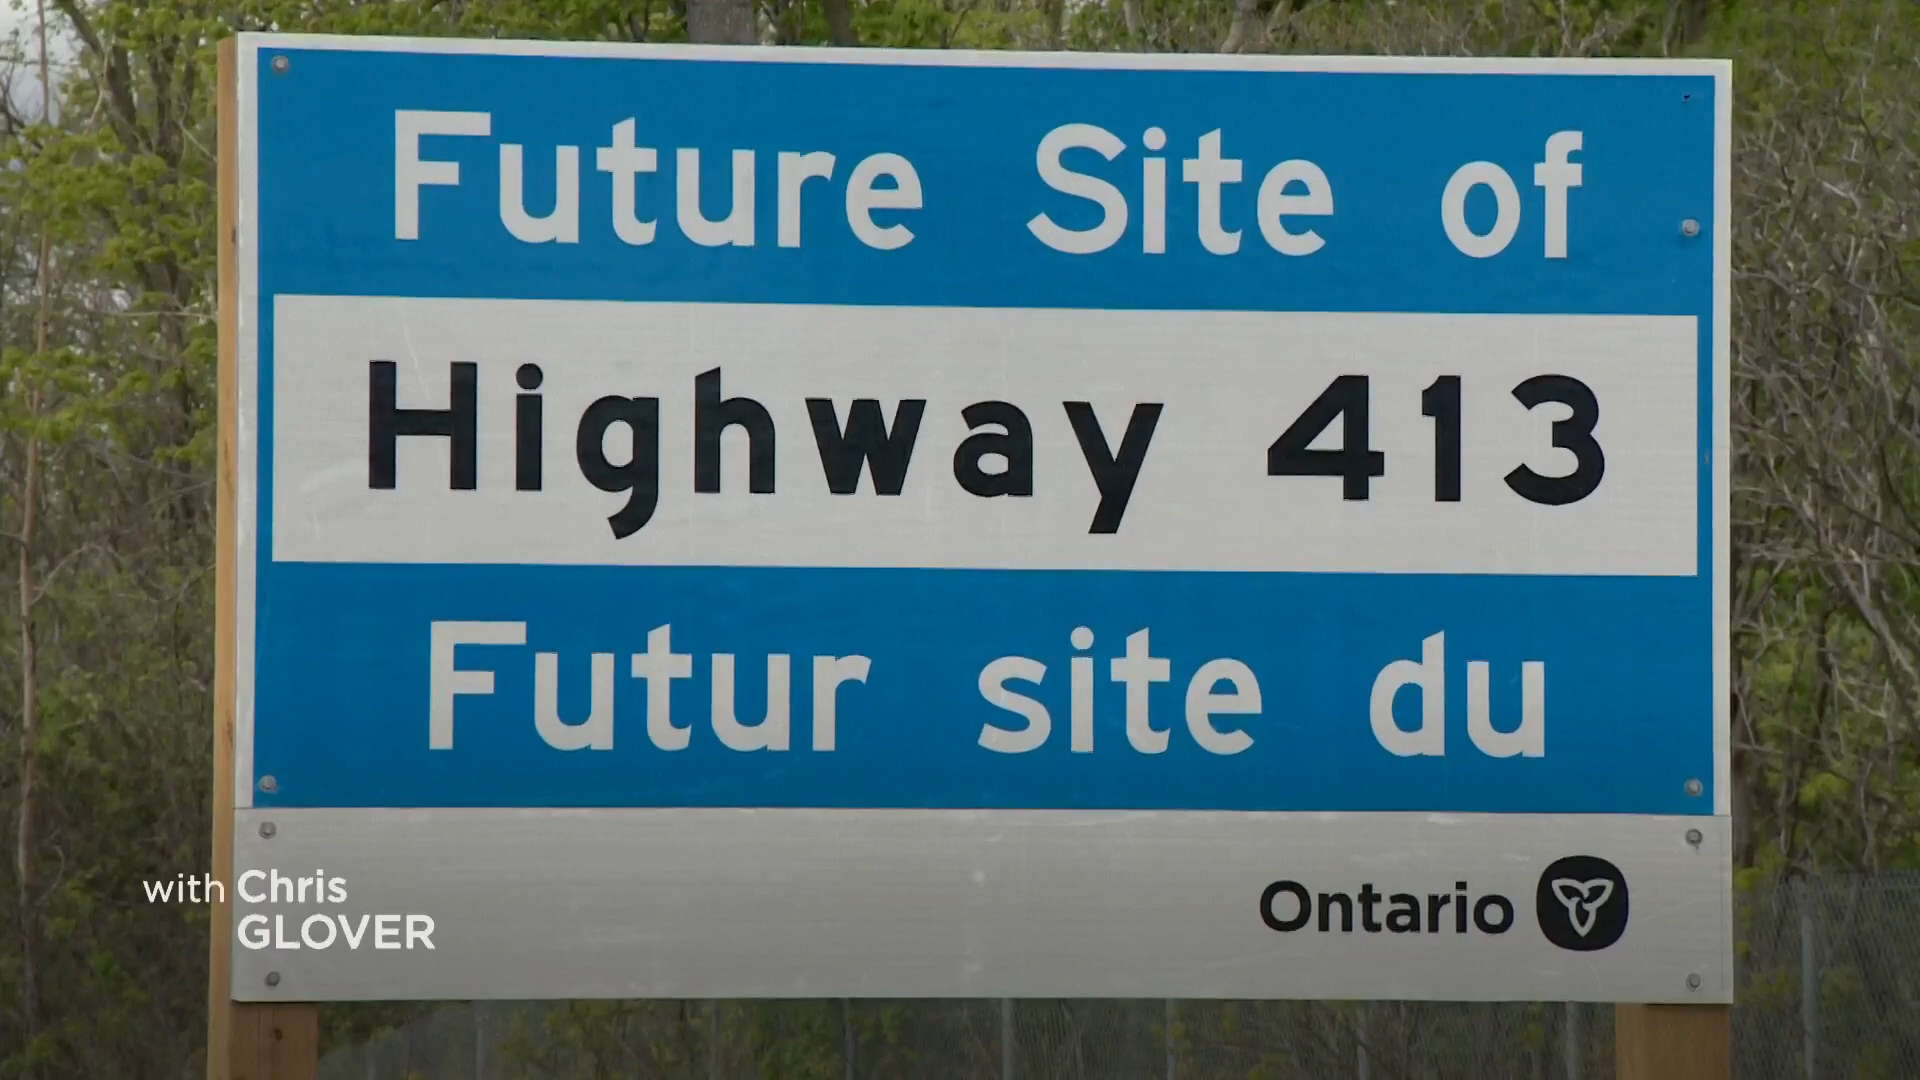 Future Site of
Highway 413
Futur site du
Ontario
with Chris
GLOVER